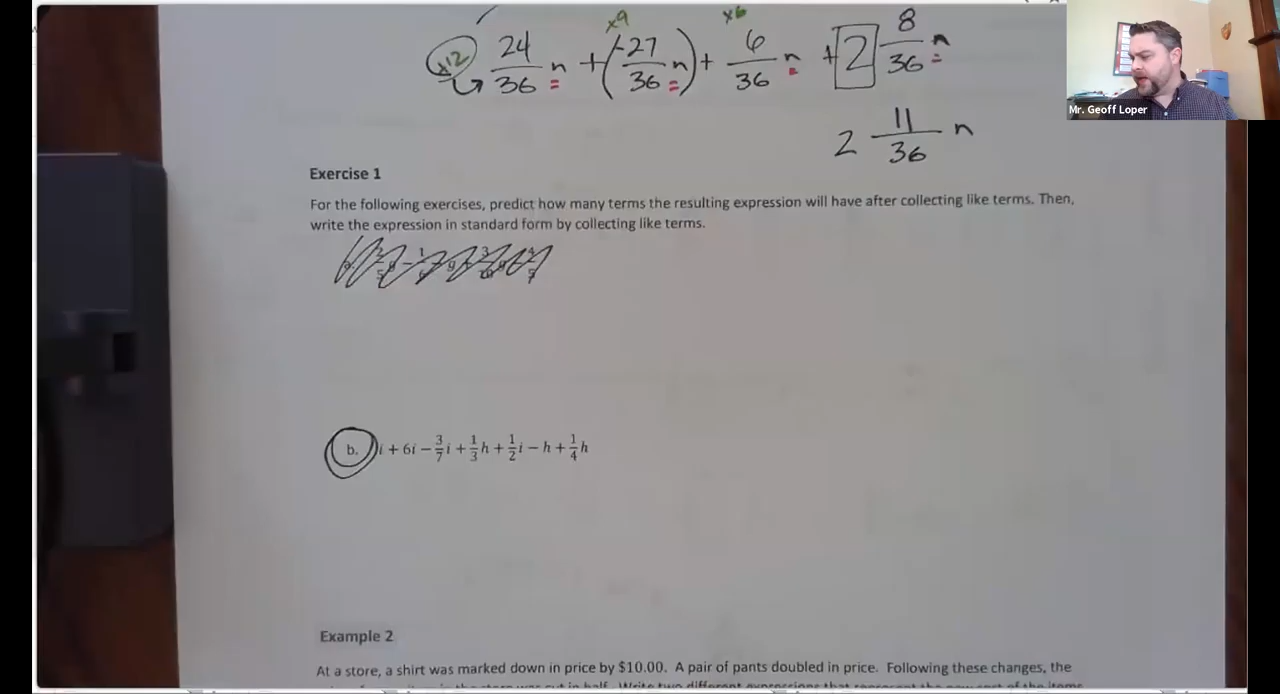 x9 x6
x12 24/36 n + (-27/36 n) + 6/36 n + 2 8/36 n
2 11/36 n
Mr. Geoff Loper
Exercise 1
For the following exercises, predict how many terms the resulting expression will have after collecting like terms. Then,
write the expression in standard form by collecting like terms.
b. i + 6i − 3/7 i + 1/3 h + 1/2 i − h + 1/4 h
Example 2
At a store, a shirt was marked down in price by $10.00. A pair of pants doubled in price. Following these changes, the